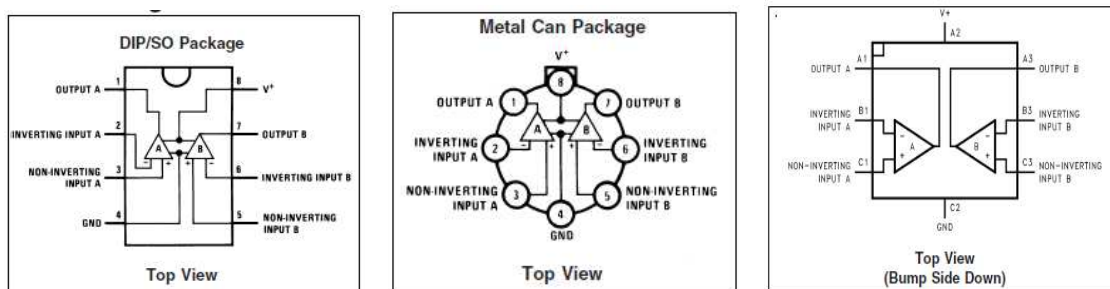 DIP/SO Package
1
8
OUTPUT A
V+
2
7
INVERTING INPUT A
OUTPUT B
A
B
3
6
NON-INVERTING
INPUT A
INVERTING INPUT B
4
5
GND
NON-INVERTING
INPUT B
Top View
Metal Can Package
V+
8
OUTPUT A
1
7
OUTPUT B
A
B
INVERTING
INPUT A
2
6
INVERTING
INPUT B
NON-INVERTING
INPUT A
3
5
NON-INVERTING
INPUT B
4
GND
Top View
V+
A2
A1
A3
OUTPUT A
OUTPUT B
B1
B3
INVERTING
INPUT A
INVERTING
INPUT B
A
B
C1
C3
NON-INVERTING
INPUT A
NON-INVERTING
INPUT B
C2
GND
Top View
(Bump Side Down)